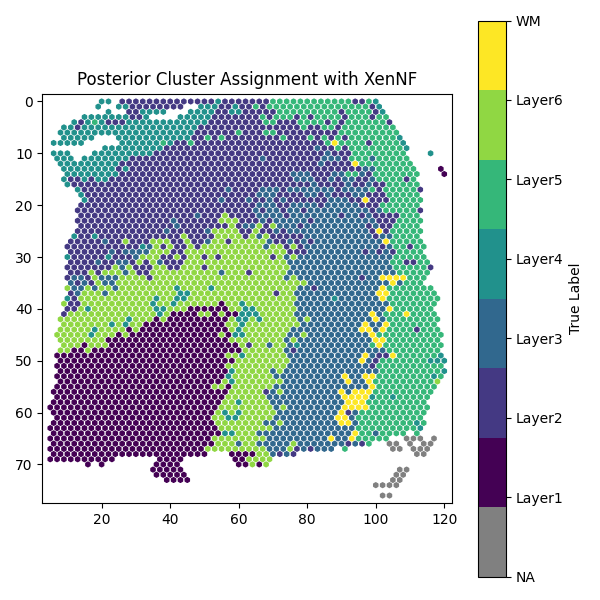 Posterior Cluster Assignment with XenNF
0
10
20
30
40
50
60
70
20
40
60
80
100
120
WM
Layer6
Layer5
Layer4
Layer3
Layer2
Layer1
NA
True Label